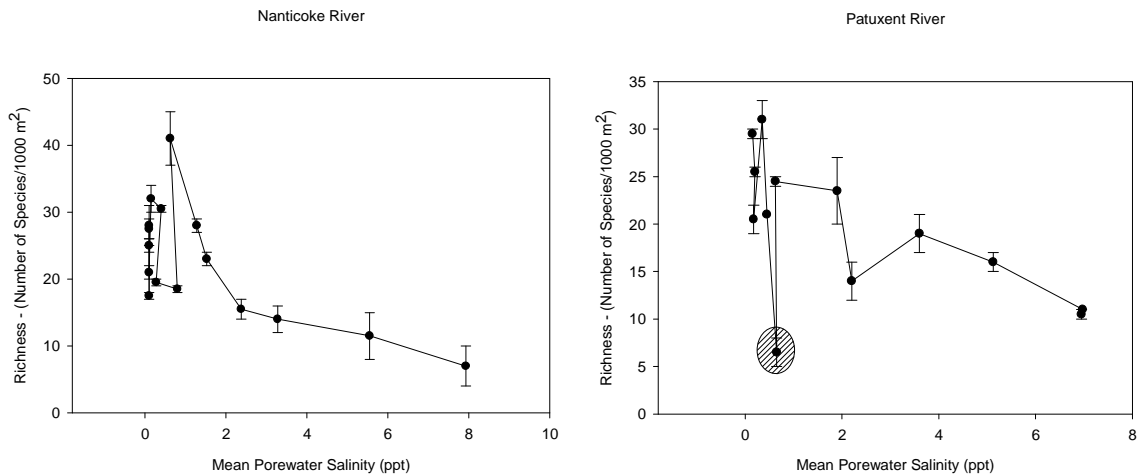 Nanticoke River
Richness - (Number of Species/1000 m²)
50
40
30
20
10
0
0 2 4 6 8 10
Mean Porewater Salinity (ppt)
Patuxent River
Richness - (Number of Species/1000 m²)
35
30
25
20
15
10
5
0
0 2 4 6 8
Mean Porewater Salinity (ppt)